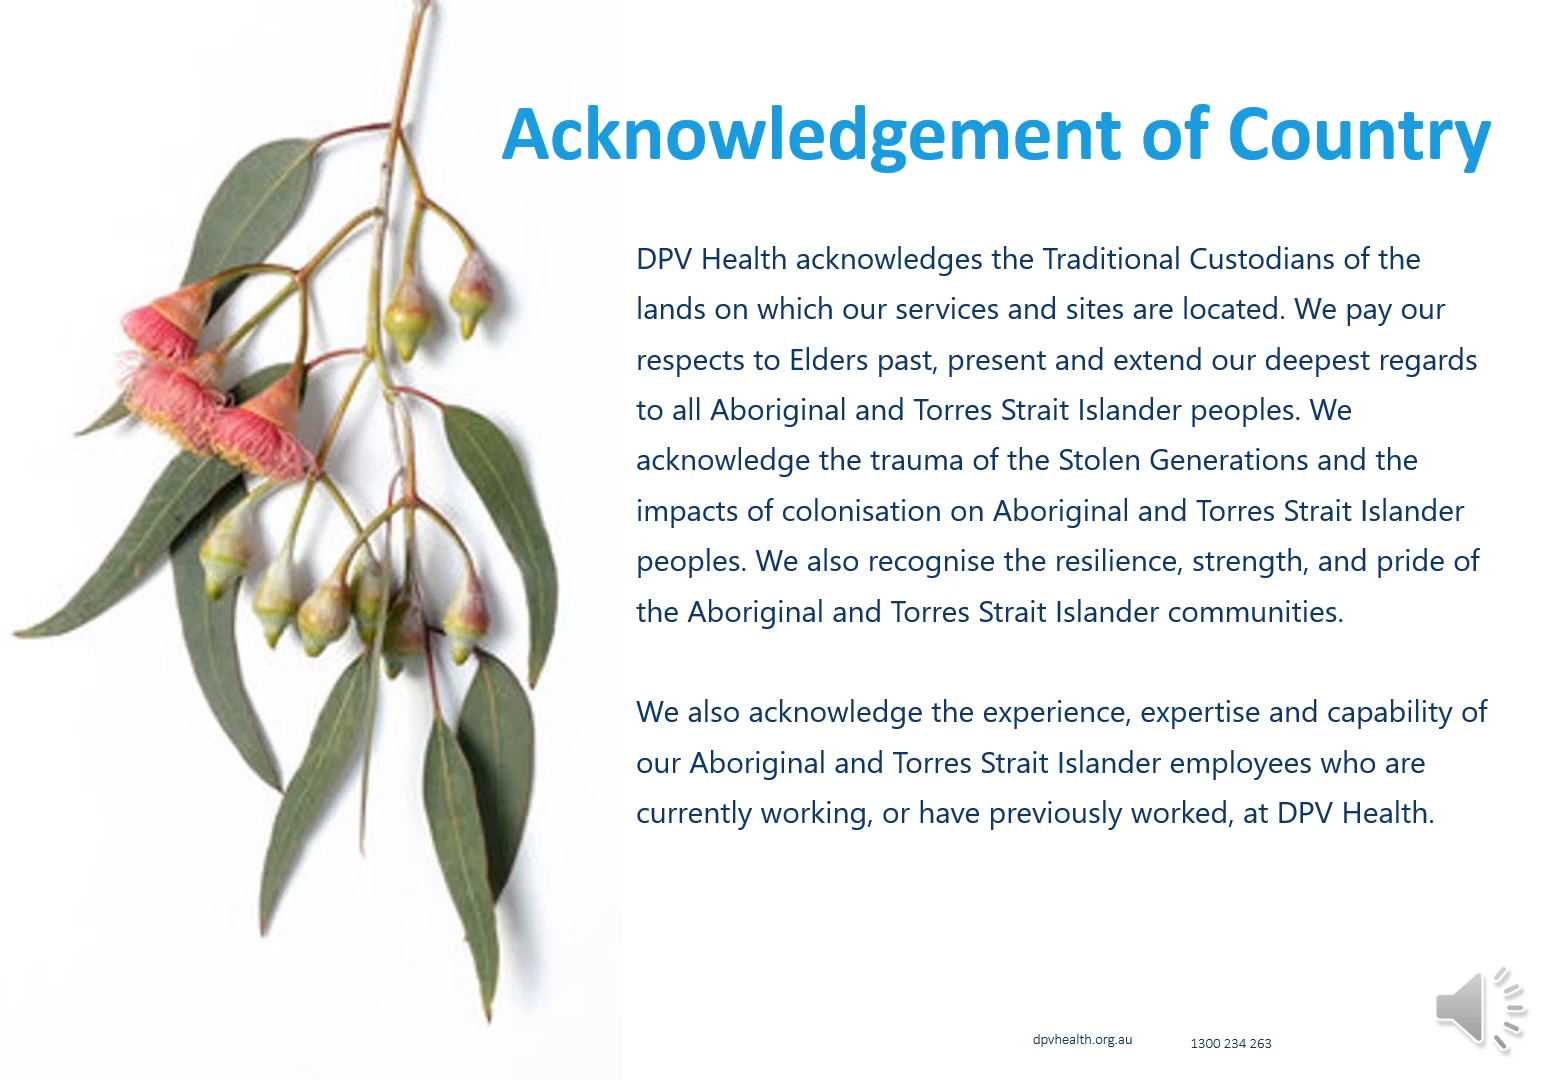 Acknowledgement of Country
DPV Health acknowledges the Traditional Custodians of the
lands on which our services and sites are located. We pay our
respects to Elders past, present and extend our deepest regards
to all Aboriginal and Torres Strait Islander peoples. We
acknowledge the trauma of the Stolen Generations and the
impacts of colonisation on Aboriginal and Torres Strait Islander
peoples. We also recognise the resilience, strength, and pride of
the Aboriginal and Torres Strait Islander communities.
We also acknowledge the experience, expertise and capability of
our Aboriginal and Torres Strait Islander employees who are
currently working, or have previously worked, at DPV Health.
dpvhealth.org.au
1300 234 263